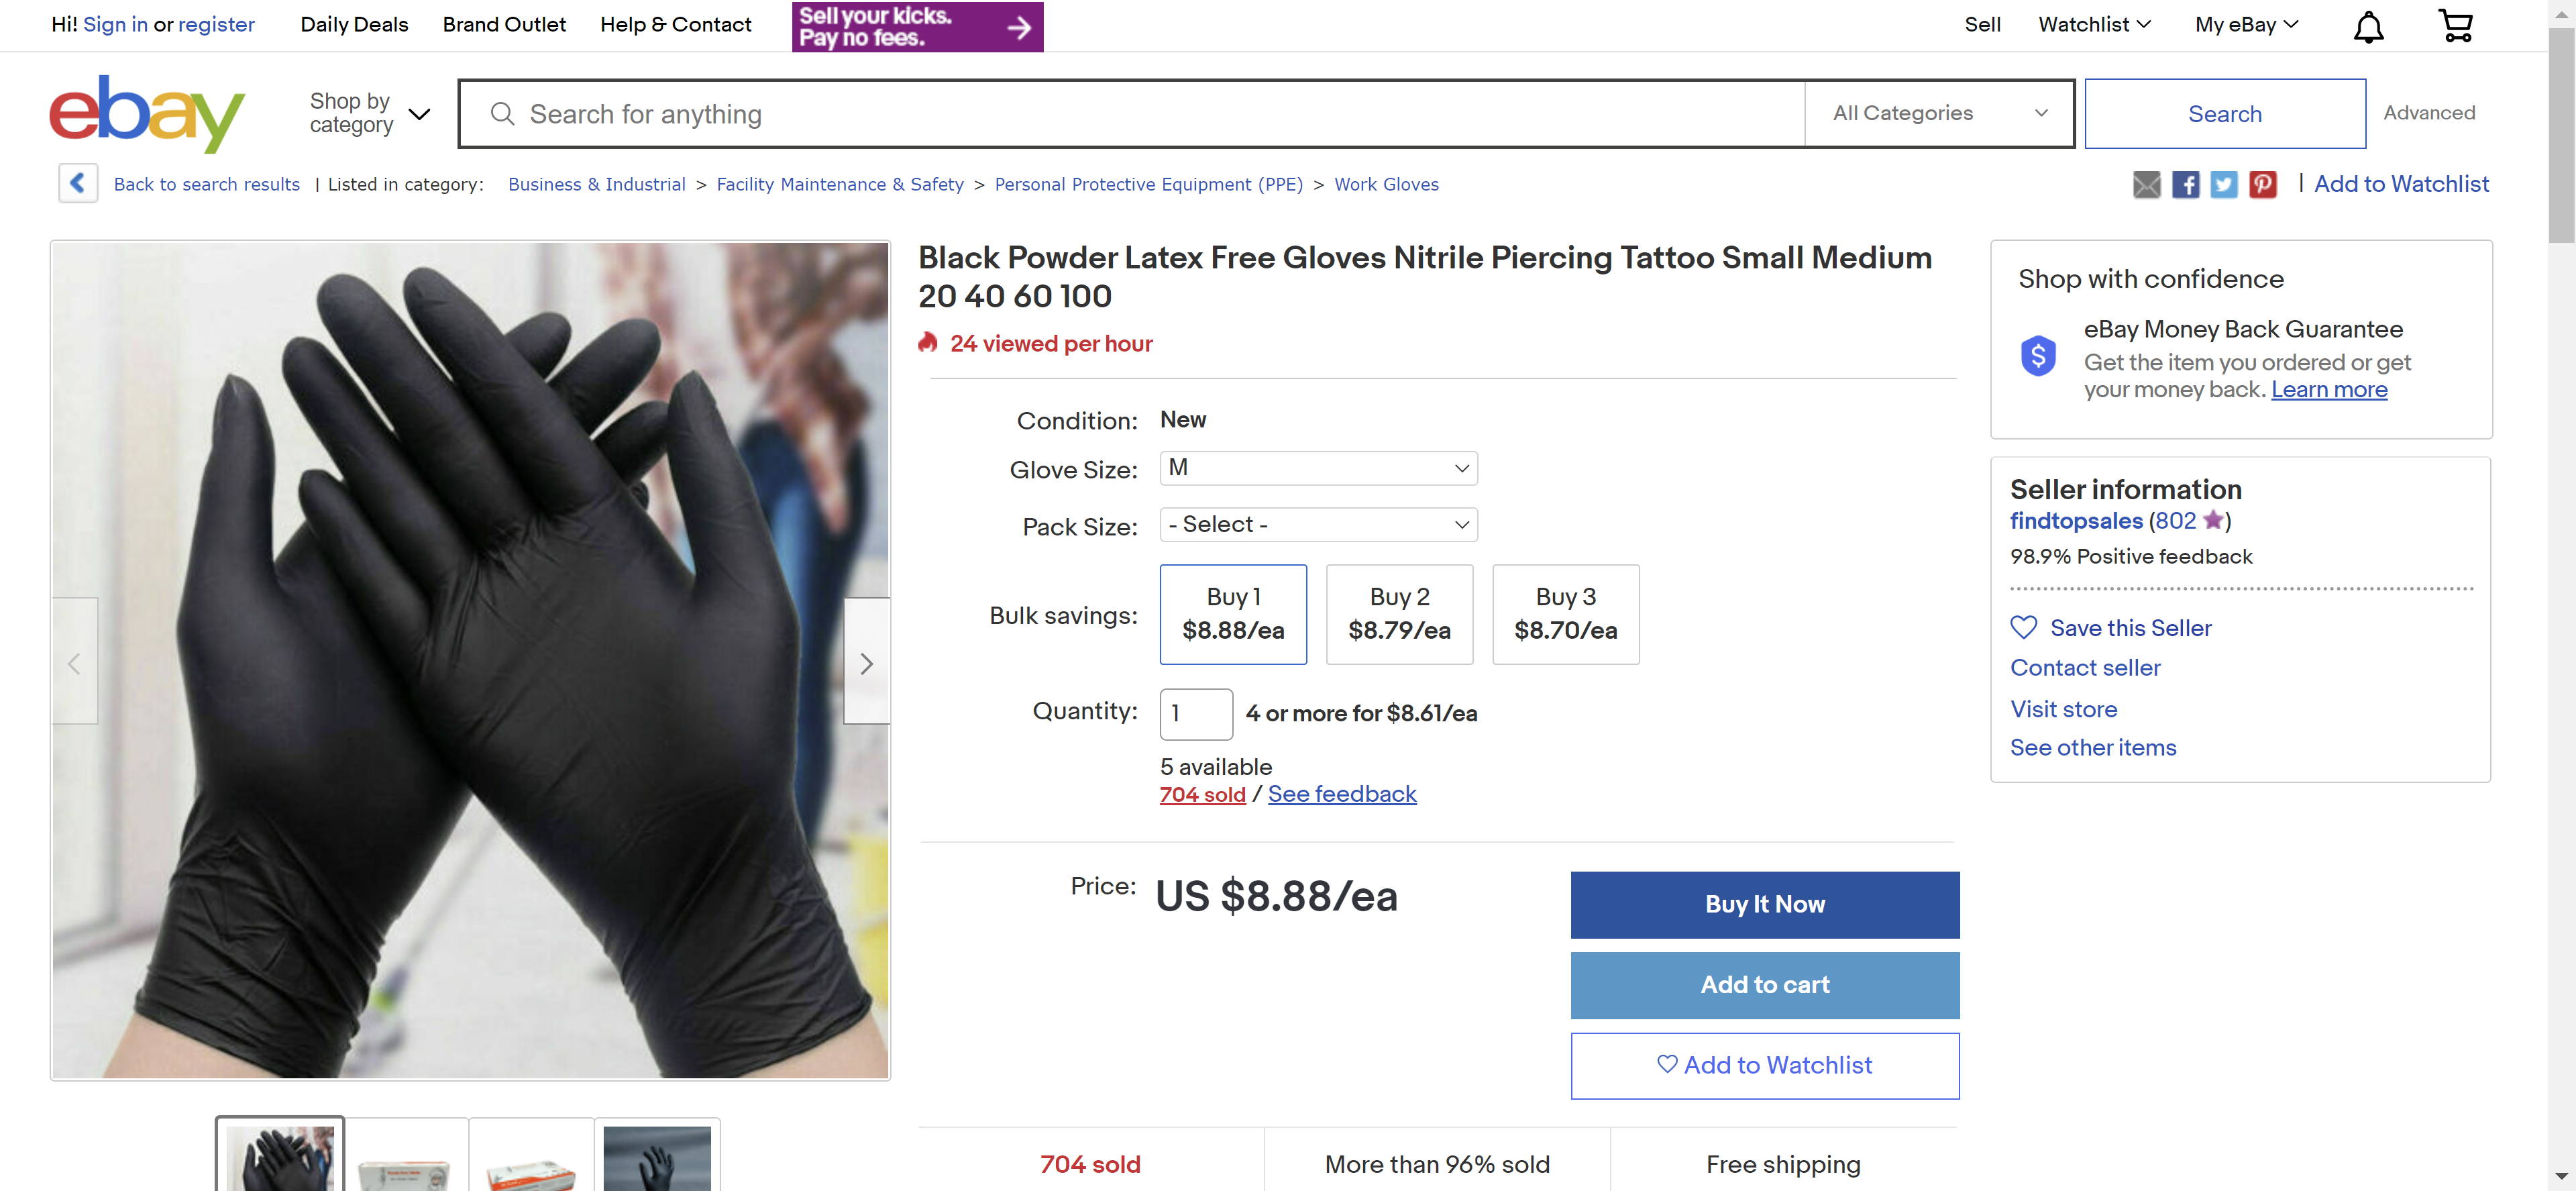 Hi! Sign in or register
Daily Deals
Brand Outlet
Help & Contact
Sell your kicks.
Pay no fees.
Sell
Watchlist
My eBay
ebay
Shop by
category
Search for anything
All Categories
Search
Advanced
Back to search results | Listed in category: Business & Industrial > Facility Maintenance & Safety > Personal Protective Equipment (PPE) > Work Gloves
| Add to Watchlist
Black Powder Latex Free Gloves Nitrile Piercing Tattoo Small Medium
20 40 60 100
24 viewed per hour
Condition: New
Glove Size: M
Pack Size: - Select -
Bulk savings:
Buy 1
$8.88/ea
Buy 2
$8.79/ea
Buy 3
$8.70/ea
Quantity: 1 4 or more for $8.61/ea
5 available
704 sold / See feedback
Price: US $8.88/ea
Buy It Now
Add to cart
Add to Watchlist
704 sold
More than 96% sold
Free shipping
Shop with confidence
eBay Money Back Guarantee
Get the item you ordered or get
your money back. Learn more
Seller information
findtopsales (802)
98.9% Positive feedback
Save this Seller
Contact seller
Visit store
See other items